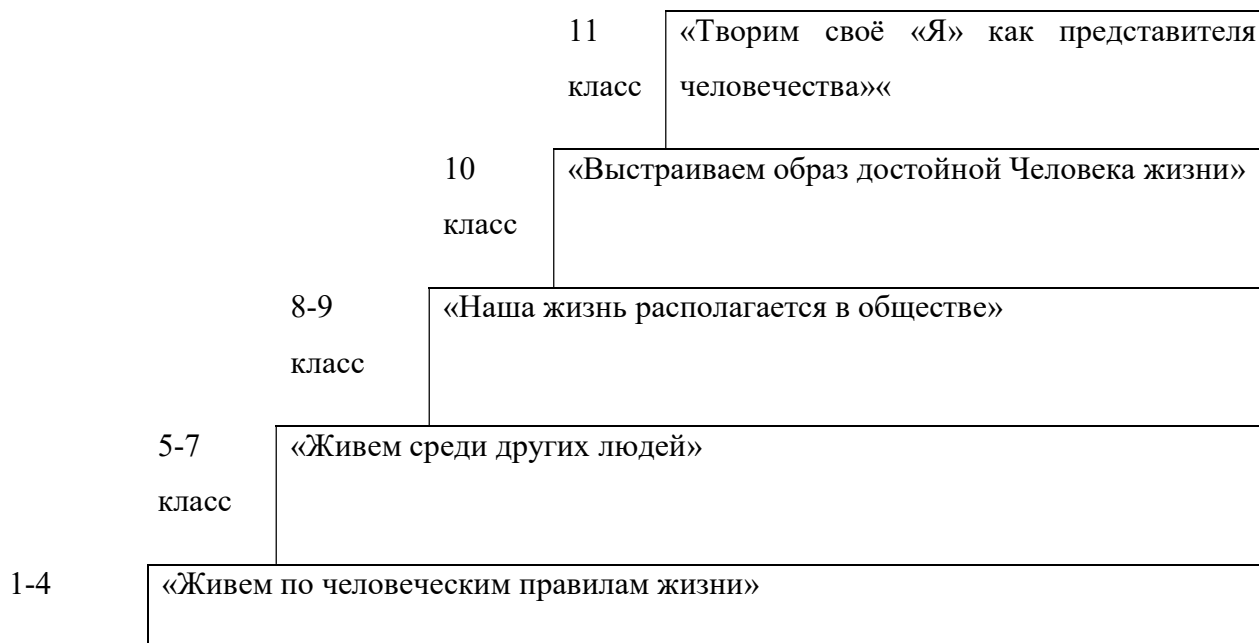 11 «Творим своё «Я» как представителя
класс человечества»«
10 «Выстраиваем образ достойной Человека жизни»
класс
8-9 «Наша жизнь располагается в обществе»
класс
5-7 «Живем среди других людей»
класс
1-4 «Живем по человеческим правилам жизни»